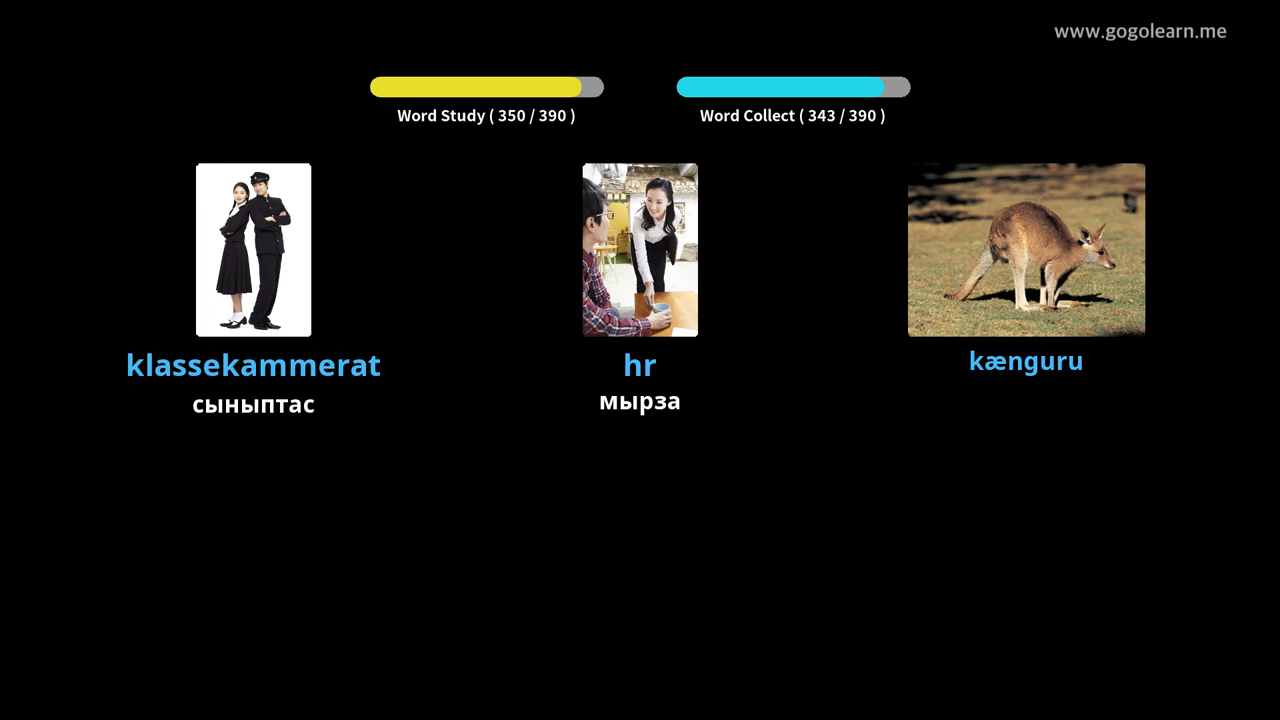 www.gogolearn.me
Word Study ( 350 / 390 )
Word Collect ( 343 / 390 )
klassekammerat
сыныптас
hr
мырза
kænguru